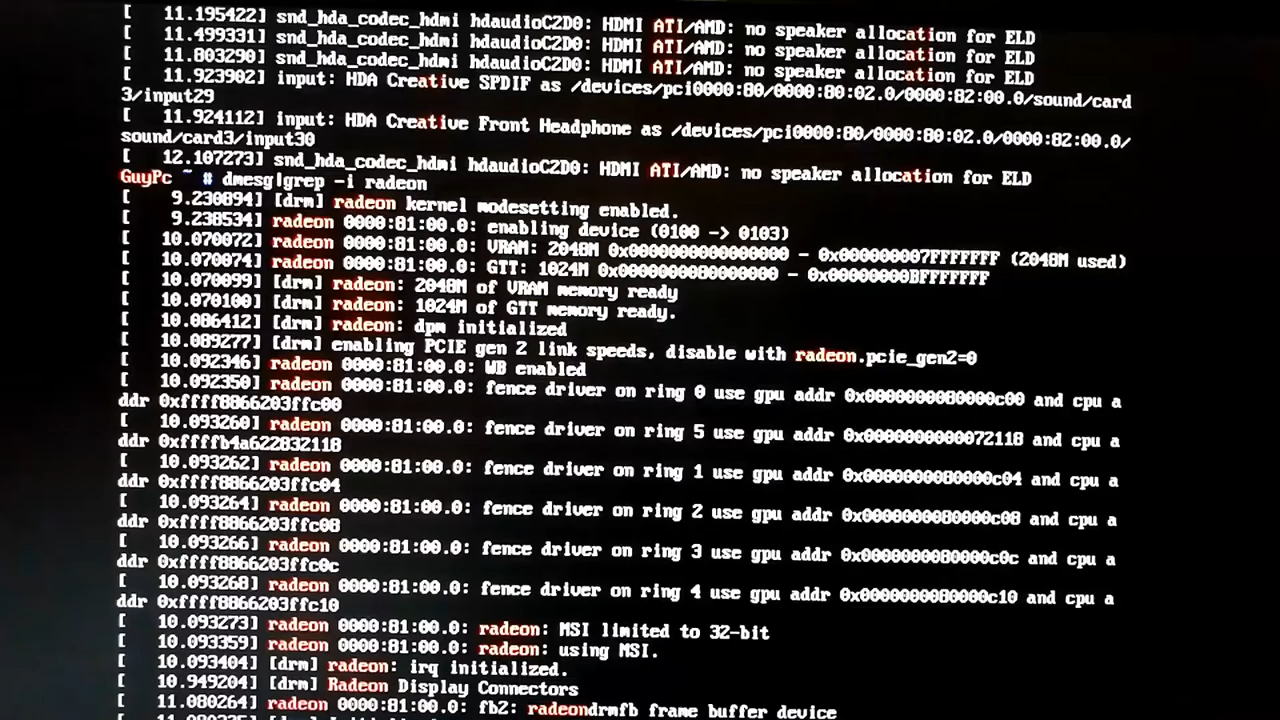 [   11.195422] snd_hda_codec_hdmi hdaudioC2D0: HDMI ATI/AMD: no speaker allocation for ELD
[   11.499331] snd_hda_codec_hdmi hdaudioC2D0: HDMI ATI/AMD: no speaker allocation for ELD
[   11.803290] snd_hda_codec_hdmi hdaudioC2D0: HDMI ATI/AMD: no speaker allocation for ELD
[   11.923902] input: HDA Creative SPDIF as /devices/pci0000:80/0000:80:02.0/0000:82:00.0/sound/card
3/input29
[   11.924112] input: HDA Creative Front Headphone as /devices/pci0000:80/0000:80:02.0/0000:82:00.0/
sound/card3/input30
[   12.107273] snd_hda_codec_hdmi hdaudioC2D0: HDMI ATI/AMD: no speaker allocation for ELD
GuyPc ~ # dmesg|grep -i radeon
[    9.230894] [drm] radeon kernel modesetting enabled.
[    9.238534] radeon 0000:81:00.0: enabling device (0100 -> 0103)
[   10.070072] radeon 0000:81:00.0: VRAM: 2048M 0x0000000000000000 - 0x000000007FFFFFFF (2048M used)
[   10.070074] radeon 0000:81:00.0: GTT: 1024M 0x0000000080000000 - 0x00000000BFFFFFFF
[   10.070099] [drm] radeon: 2048M of VRAM memory ready
[   10.070100] [drm] radeon: 1024M of GTT memory ready.
[   10.086412] [drm] radeon: dpm initialized
[   10.089277] [drm] enabling PCIE gen 2 link speeds, disable with radeon.pcie_gen2=0
[   10.092346] radeon 0000:81:00.0: WB enabled
[   10.092350] radeon 0000:81:00.0: fence driver on ring 0 use gpu addr 0x0000000080000c00 and cpu a
ddr 0xffff8866203ffc00
[   10.093260] radeon 0000:81:00.0: fence driver on ring 5 use gpu addr 0x0000000000072118 and cpu a
ddr 0xffffb4a622832118
[   10.093262] radeon 0000:81:00.0: fence driver on ring 1 use gpu addr 0x0000000080000c04 and cpu a
ddr 0xffff8866203ffc04
[   10.093264] radeon 0000:81:00.0: fence driver on ring 2 use gpu addr 0x0000000080000c08 and cpu a
ddr 0xffff8866203ffc08
[   10.093266] radeon 0000:81:00.0: fence driver on ring 3 use gpu addr 0x0000000080000c0c and cpu a
ddr 0xffff8866203ffc0c
[   10.093268] radeon 0000:81:00.0: fence driver on ring 4 use gpu addr 0x0000000080000c10 and cpu a
ddr 0xffff8866203ffc10
[   10.093273] radeon 0000:81:00.0: radeon: MSI limited to 32-bit
[   10.093359] radeon 0000:81:00.0: radeon: using MSI.
[   10.093404] [drm] radeon: irq initialized.
[   10.949204] [drm] Radeon Display Connectors
[   11.080264] radeon 0000:81:00.0: fb2: radeondrmfb frame buffer device